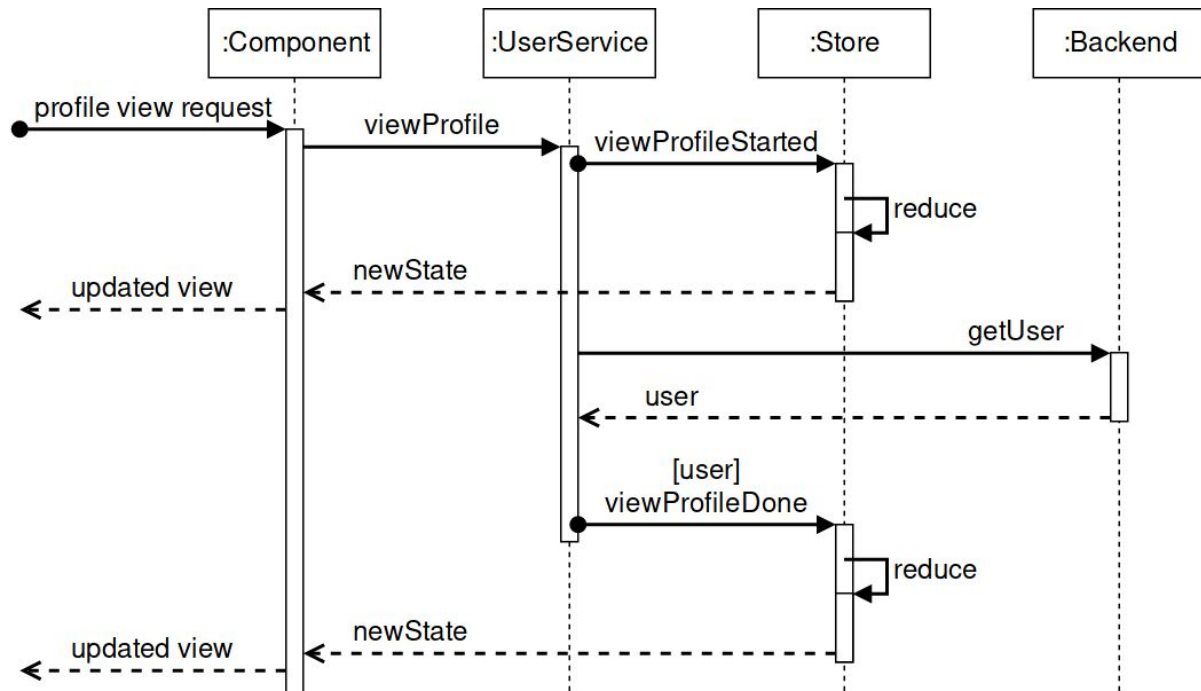 :Component
:UserService
:Store
:Backend
profile view request
viewProfile
viewProfileStarted
reduce
newState
updated view
getUser
user
[user]
viewProfileDone
reduce
newState
updated view